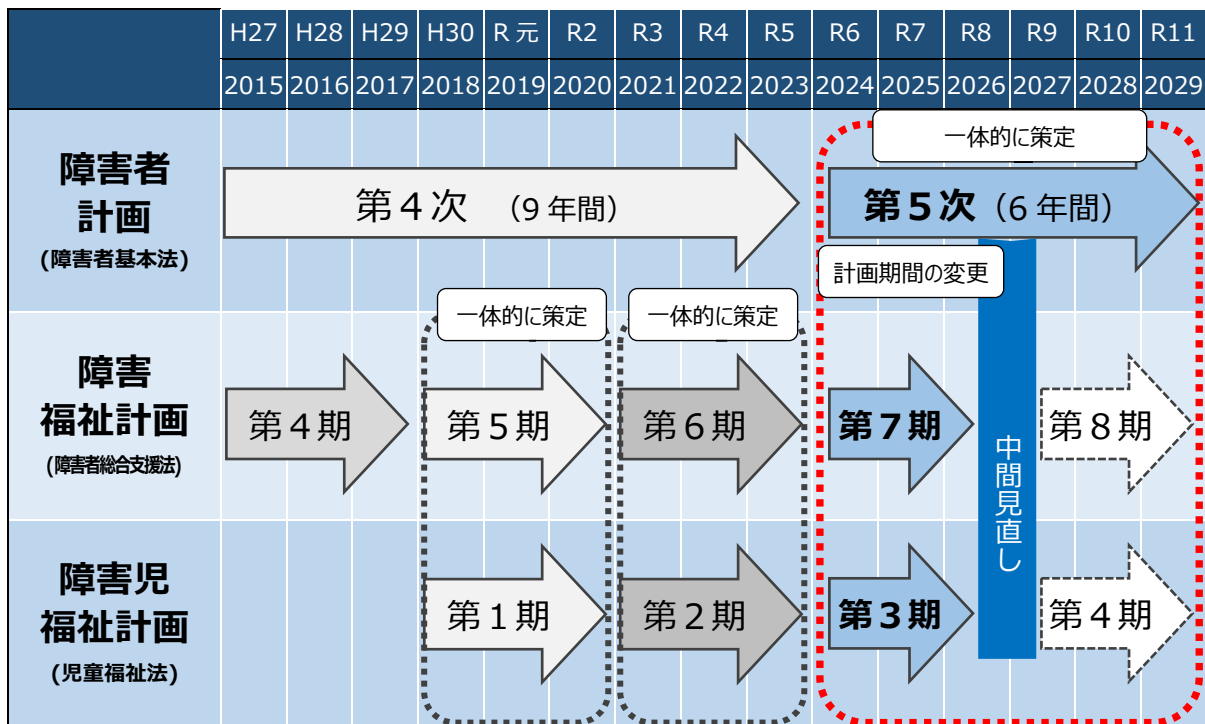 H27 H28 H29 H30 R元 R2 R3 R4 R5 R6 R7 R8 R9 R10 R11
2015 2016 2017 2018 2019 2020 2021 2022 2023 2024 2025 2026 2027 2028 2029
障害者
計画
(障害者基本法)
第4次 （9年間）
一体的に策定
第5次（6年間）
計画期間の変更
一体的に策定
一体的に策定
障害
福祉計画
(障害者総合支援法)
第4期
第5期
第6期
第7期
第8期
中間見直し
障害児
福祉計画
(児童福祉法)
第1期
第2期
第3期
第4期